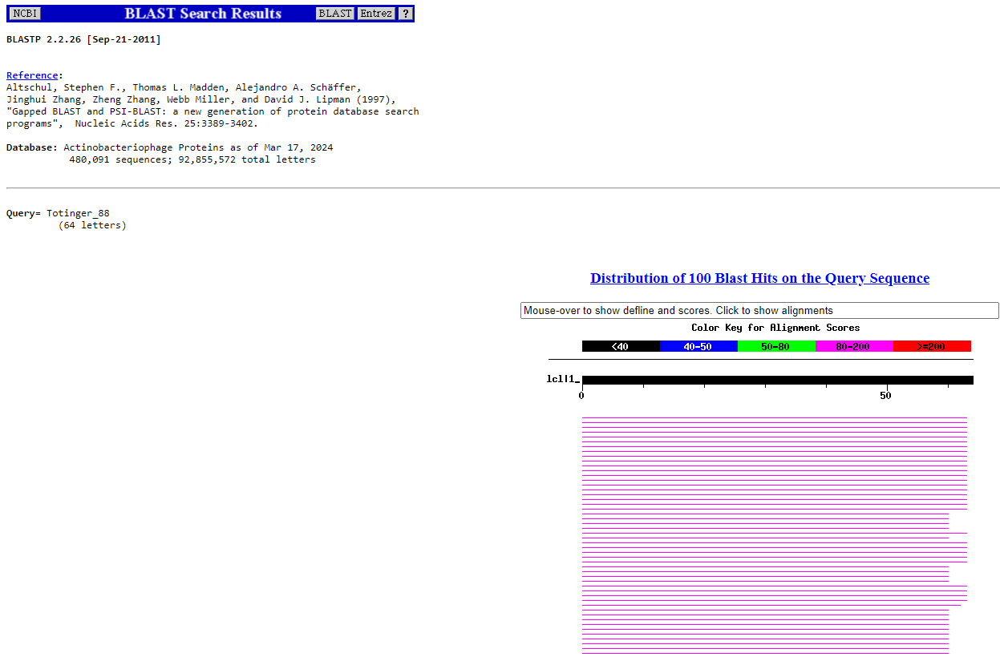 NCBI BLAST Search Results BLAST Entrez ?
BLASTP 2.2.26 [Sep-21-2011]
Reference:
Altschul, Stephen F., Thomas L. Madden, Alejandro A. Schäffer,
Jinghui Zhang, Zheng Zhang, Webb Miller, and David J. Lipman (1997),
"Gapped BLAST and PSI-BLAST: a new generation of protein database search
programs",  Nucleic Acids Res. 25:3389-3402.
Database: Actinobacteriophage Proteins as of Mar 17, 2024
480,091 sequences; 92,855,572 total letters
Query= Totinger_88
(64 letters)
Distribution of 100 Blast Hits on the Query Sequence
Mouse-over to show defline and scores. Click to show alignments
Color Key for Alignment Scores
<40 40-50 50-80 80-200 >=200
lcl|1_
0 50